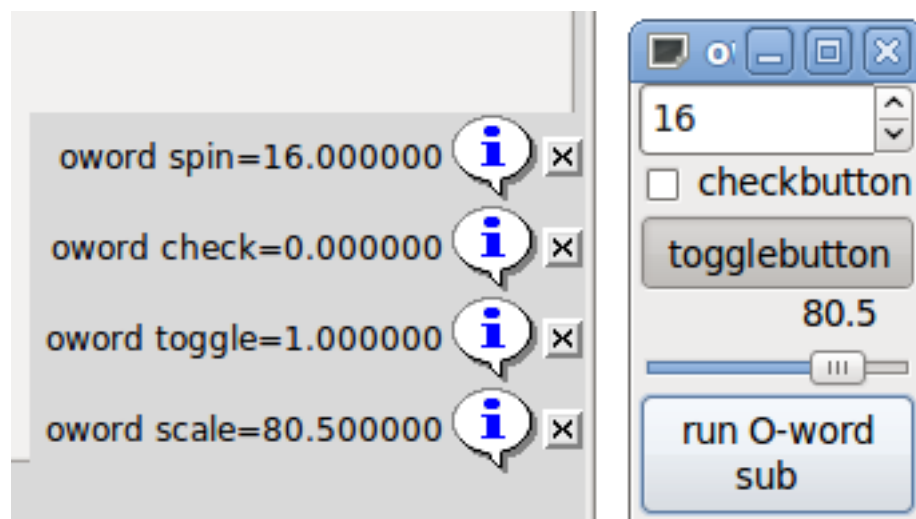 oword spin=16.000000
oword check=0.000000
oword toggle=1.000000
oword scale=80.500000
16
checkbutton
togglebutton
80.5
run O-word
sub